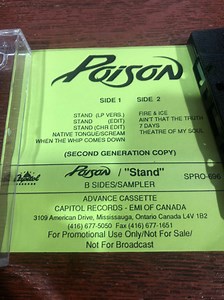 POISON
SIDE 1 SIDE 2
STAND (LP VERS.) FIRE & ICE
STAND (EDIT) AIN'T THAT THE TRUTH
STAND (CHR EDIT) 7 DAYS
NATIVE TONGUE/SCREAM THEATRE OF MY SOUL
WHEN THE WHIP COMES DOWN
(SECOND GENERATION COPY)
POISON / "Stand"
B SIDES/SAMPLER SPRO-696
Capitol
ADVANCE CASSETTE
CAPITOL RECORDS - EMI OF CANADA
3109 American Drive, Mississauga, Ontario Canada L4V 1B2
(416) 677-5050 Fax (416) 677-1651
For Promotional Use Only/Not For Sale/
Not For Broadcast